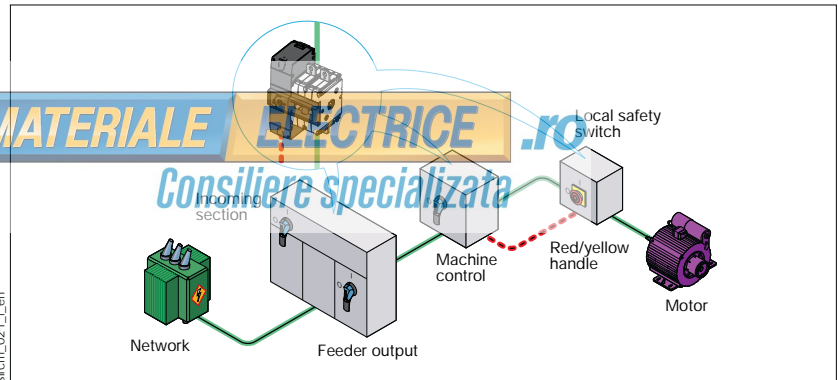 Local safety
switch
MATERIALE ELECTRICE .ro
Consiliere specializata
Incoming
section
Machine
control
Red/yellow
handle
Motor
Network
Feeder output